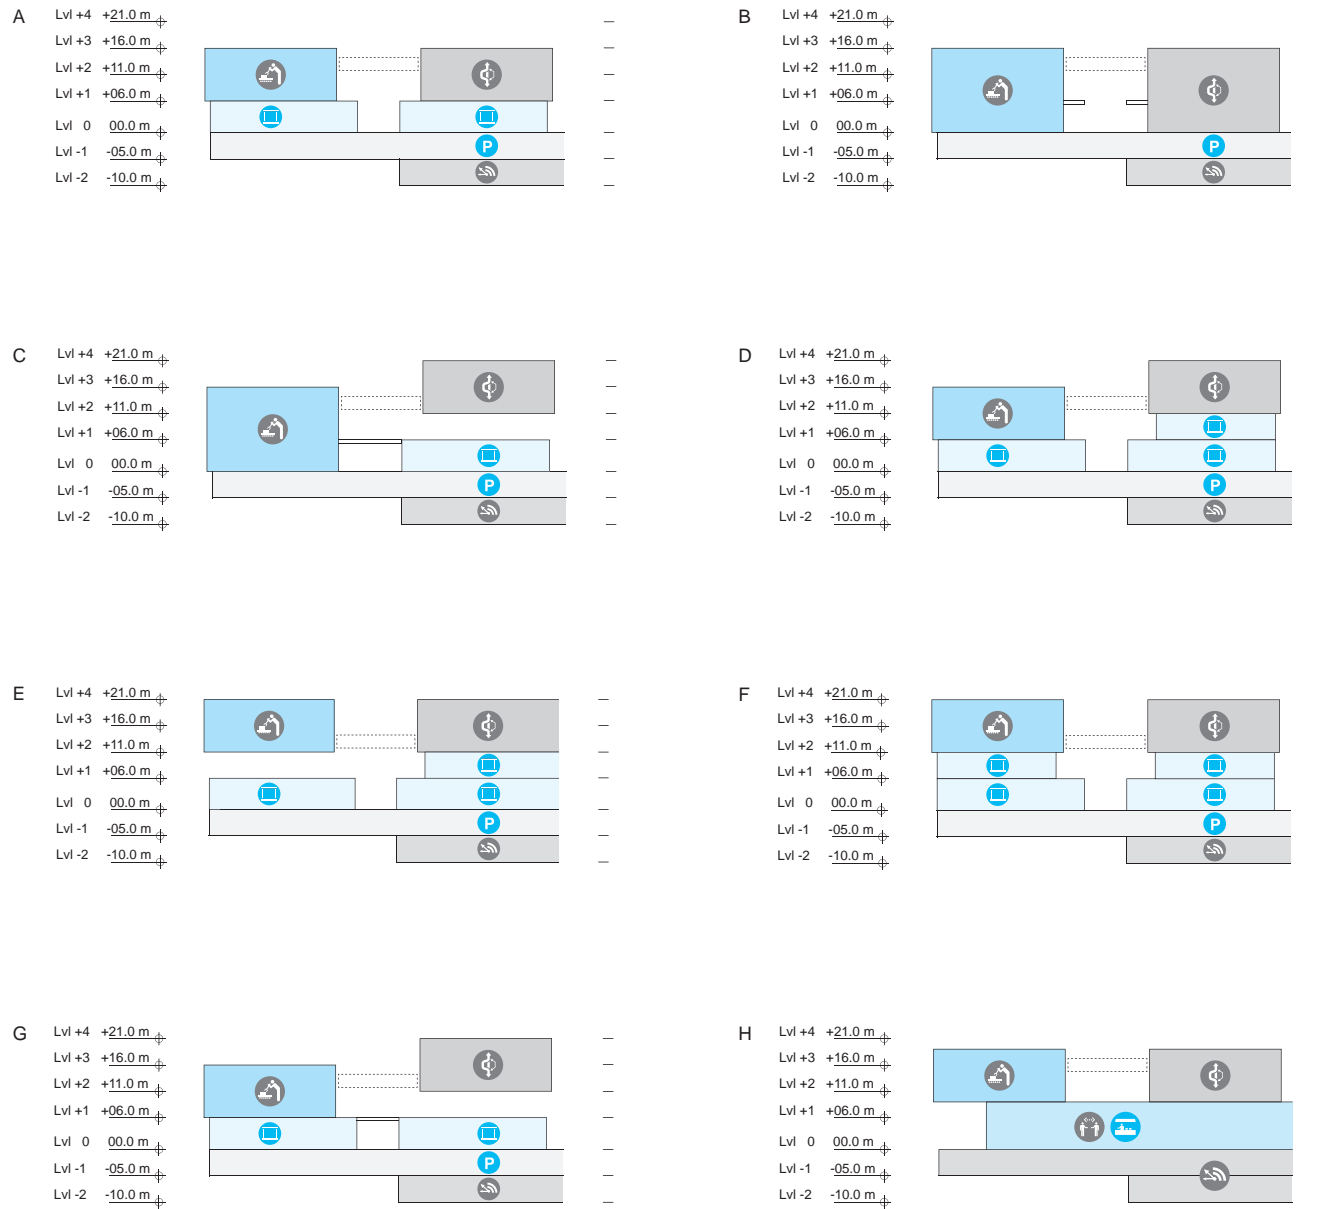 A Lvl +4 +21.0 m
Lvl +3 +16.0 m
Lvl +2 +11.0 m
Lvl +1 +06.0 m
Lvl 0 00.0 m
Lvl -1 -05.0 m
Lvl -2 -10.0 m
P
B Lvl +4 +21.0 m
Lvl +3 +16.0 m
Lvl +2 +11.0 m
Lvl +1 +06.0 m
Lvl 0 00.0 m
Lvl -1 -05.0 m
Lvl -2 -10.0 m
P
C Lvl +4 +21.0 m
Lvl +3 +16.0 m
Lvl +2 +11.0 m
Lvl +1 +06.0 m
Lvl 0 00.0 m
Lvl -1 -05.0 m
Lvl -2 -10.0 m
P
D Lvl +4 +21.0 m
Lvl +3 +16.0 m
Lvl +2 +11.0 m
Lvl +1 +06.0 m
Lvl 0 00.0 m
Lvl -1 -05.0 m
Lvl -2 -10.0 m
P
E Lvl +4 +21.0 m
Lvl +3 +16.0 m
Lvl +2 +11.0 m
Lvl +1 +06.0 m
Lvl 0 00.0 m
Lvl -1 -05.0 m
Lvl -2 -10.0 m
P
F Lvl +4 +21.0 m
Lvl +3 +16.0 m
Lvl +2 +11.0 m
Lvl +1 +06.0 m
Lvl 0 00.0 m
Lvl -1 -05.0 m
Lvl -2 -10.0 m
P
G Lvl +4 +21.0 m
Lvl +3 +16.0 m
Lvl +2 +11.0 m
Lvl +1 +06.0 m
Lvl 0 00.0 m
Lvl -1 -05.0 m
Lvl -2 -10.0 m
P
H Lvl +4 +21.0 m
Lvl +3 +16.0 m
Lvl +2 +11.0 m
Lvl +1 +06.0 m
Lvl 0 00.0 m
Lvl -1 -05.0 m
Lvl -2 -10.0 m